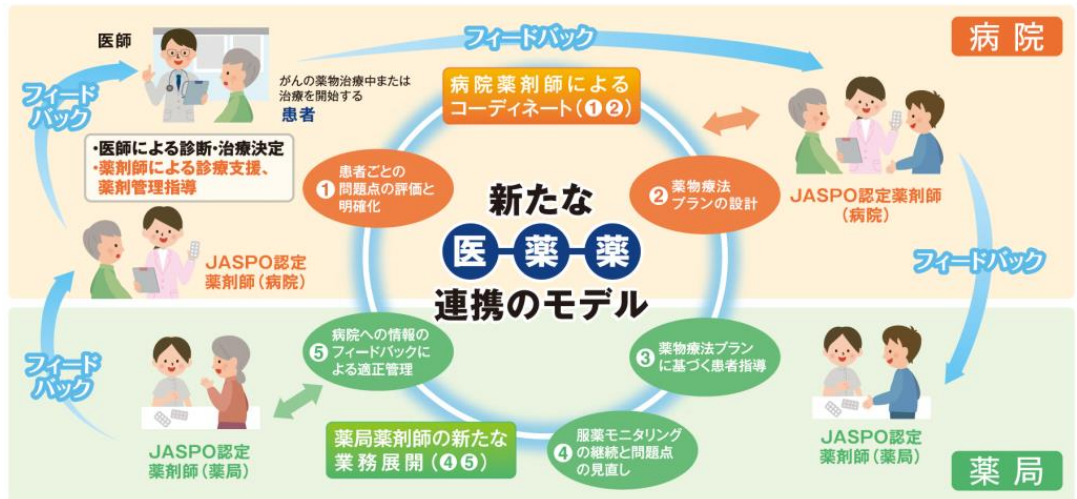 病院
医師
フィードバック
フィード
バック
がんの薬物治療中または
治療を開始する
患者
・医師による診断・治療決定
・薬剤師による診療支援、
薬剤管理指導
病院薬剤師による
コーディネート(❶❷)
❶患者ごとの
問題点の評価と
明確化
❷薬物療法
プランの設計
JASPO認定薬剤師
(病院)
JASPO認定
薬剤師(病院)
新たな
医-薬-薬
連携のモデル
フィードバック
フィード
バック
❺病院への情報の
フィードバックに
よる適正管理
❸薬物療法プラン
に基づく患者指導
❹服薬モニタリング
の継続と問題点
の見直し
薬局薬剤師の新たな
業務展開(❹❺)
JASPO認定
薬剤師(薬局)
JASPO認定
薬剤師(薬局)
薬局